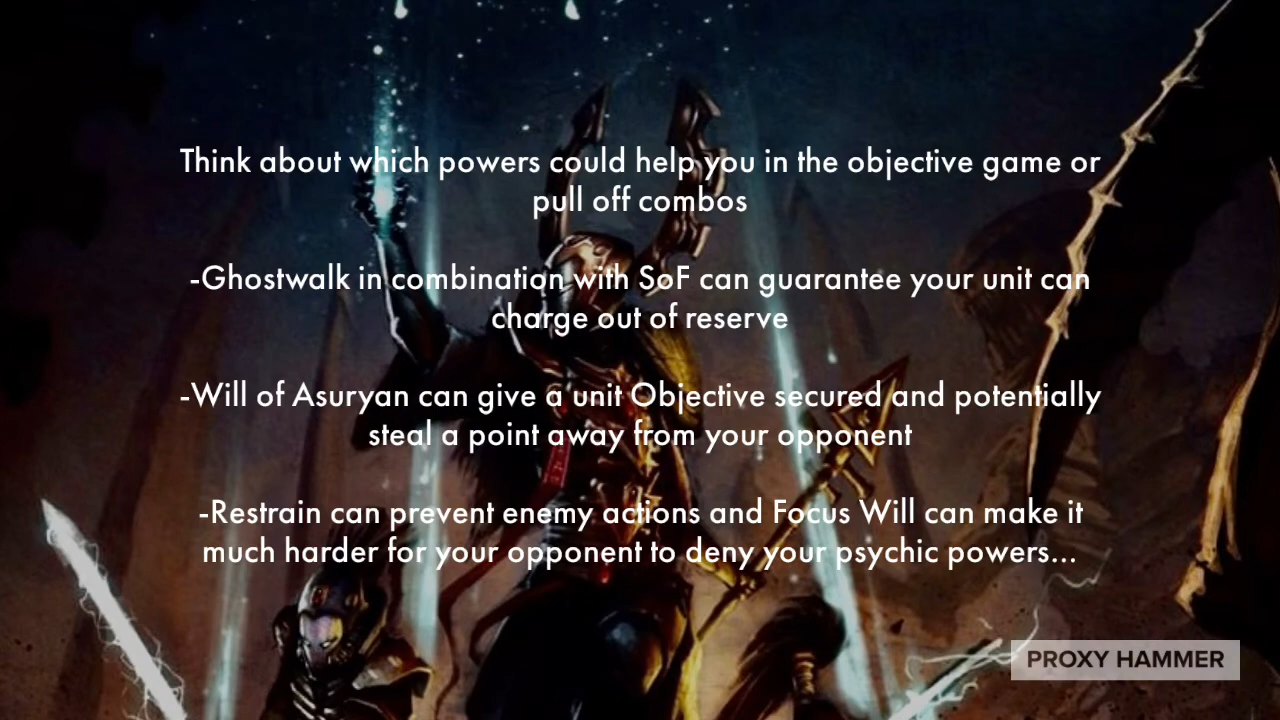 Think about which powers could help you in the objective game or
pull off combos
-Ghostwalk in combination with SoF can guarantee your unit can
charge out of reserve
-Will of Asuryan can give a unit Objective secured and potentially
steal a point away from your opponent
-Restrain can prevent enemy actions and Focus Will can make it
much harder for your opponent to deny your psychic powers...
PROXY HAMMER